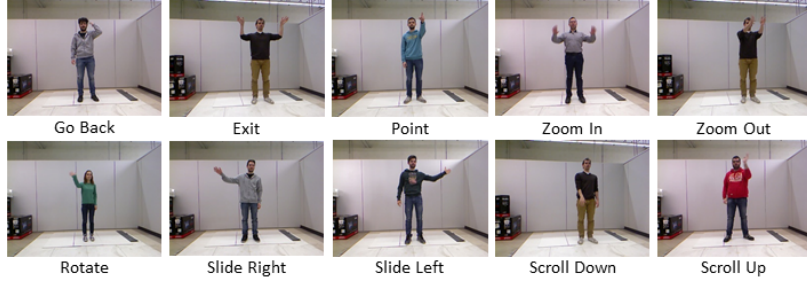 Go Back
Exit
Point
Zoom In
Zoom Out
Rotate
Slide Right
Slide Left
Scroll Down
Scroll Up